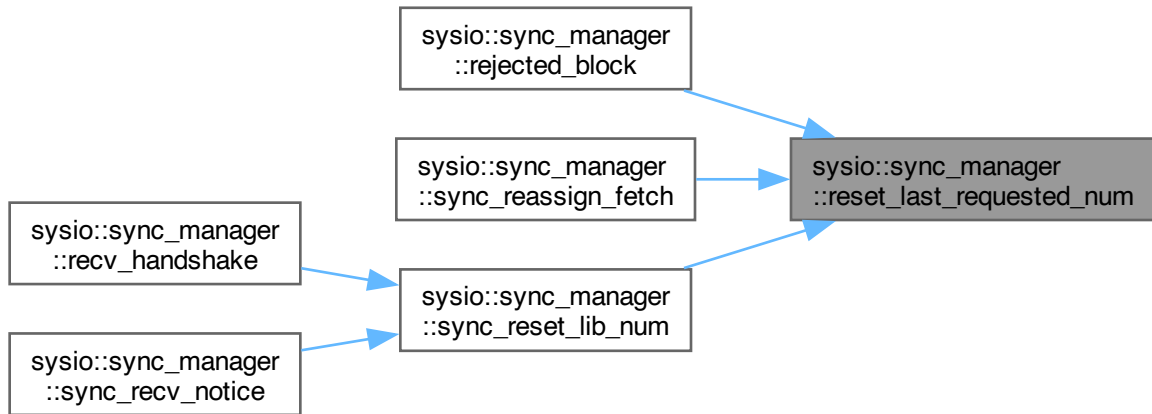 sysio::sync_manager
::rejected_block
sysio::sync_manager
::sync_reassign_fetch
sysio::sync_manager
::reset_last_requested_num
sysio::sync_manager
::recv_handshake
sysio::sync_manager
::sync_reset_lib_num
sysio::sync_manager
::sync_recv_notice